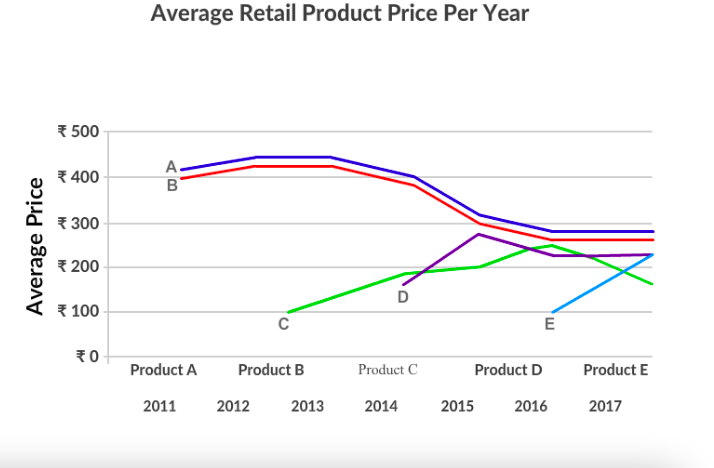 Average Retail Product Price Per Year
₹ 500
A
₹ 400
B
₹ 300
₹ 200
D
₹ 100
C
E
₹ 0
Average Price
Product A Product B Product C Product D Product E
2011 2012 2013 2014 2015 2016 2017